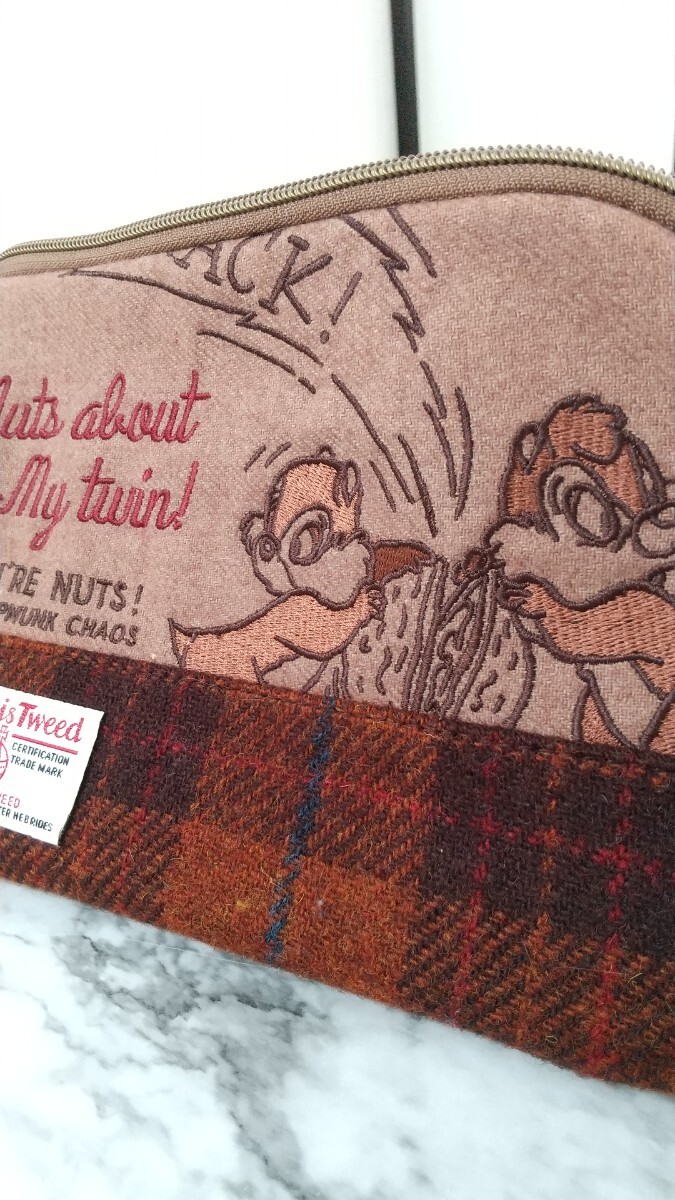 ACK!
uts about
My twin!
'RE NUTS!
PWUNK CHAOS
is Tweed
CERTIFICATION
TRADE MARK
WEED
TER HEBRIDES